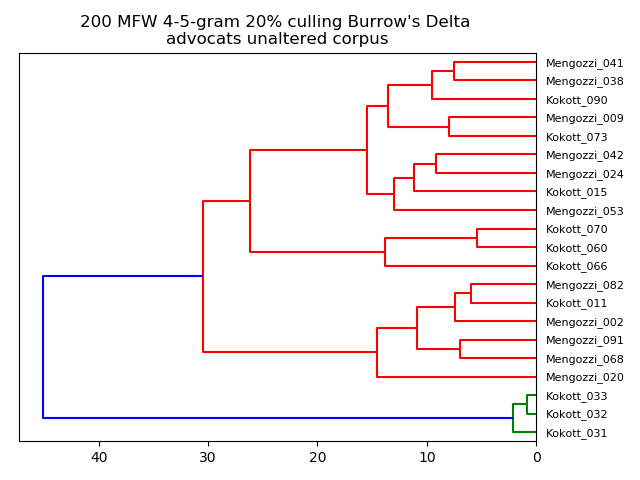 200 MFW 4-5-gram 20% culling Burrow's Delta
advocats unaltered corpus
Mengozzi_041
Mengozzi_038
Kokott_090
Mengozzi_009
Kokott_073
Mengozzi_042
Mengozzi_024
Kokott_015
Mengozzi_053
Kokott_070
Kokott_060
Kokott_066
Mengozzi_082
Kokott_011
Mengozzi_002
Mengozzi_091
Mengozzi_068
Mengozzi_020
Kokott_033
Kokott_032
Kokott_031
40 30 20 10 0